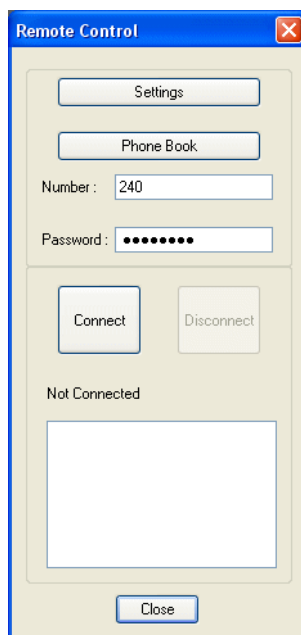 Remote Control
Settings
Phone Book
Number : 240
Password : ●●●●●●●●
Connect Disconnect
Not Connected
Close